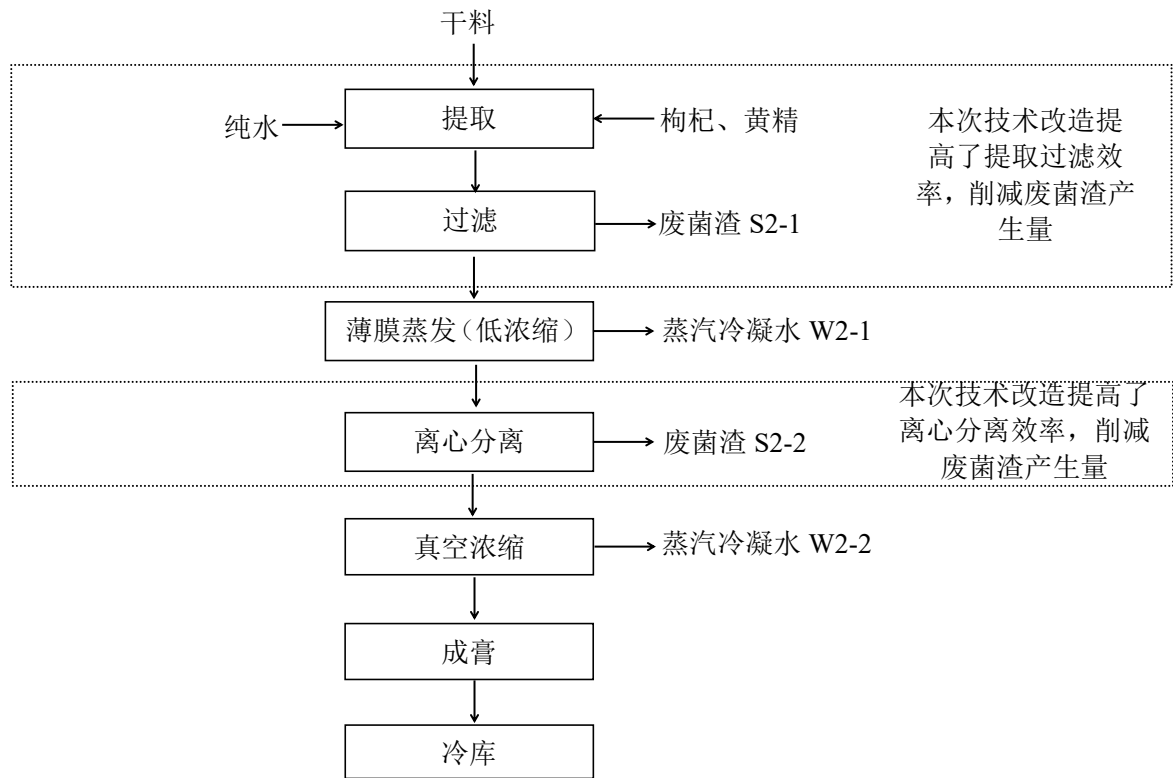 干料
纯水
提取
枸杞、黄精
本次技术改造提
高了提取过滤效
率，削减废菌渣产
生量
过滤
废菌渣 S2-1
薄膜蒸发（低浓缩）
蒸汽冷凝水 W2-1
本次技术改造提高了
离心分离效率，削减
废菌渣产生量
离心分离
废菌渣 S2-2
真空浓缩
蒸汽冷凝水 W2-2
成膏
冷库